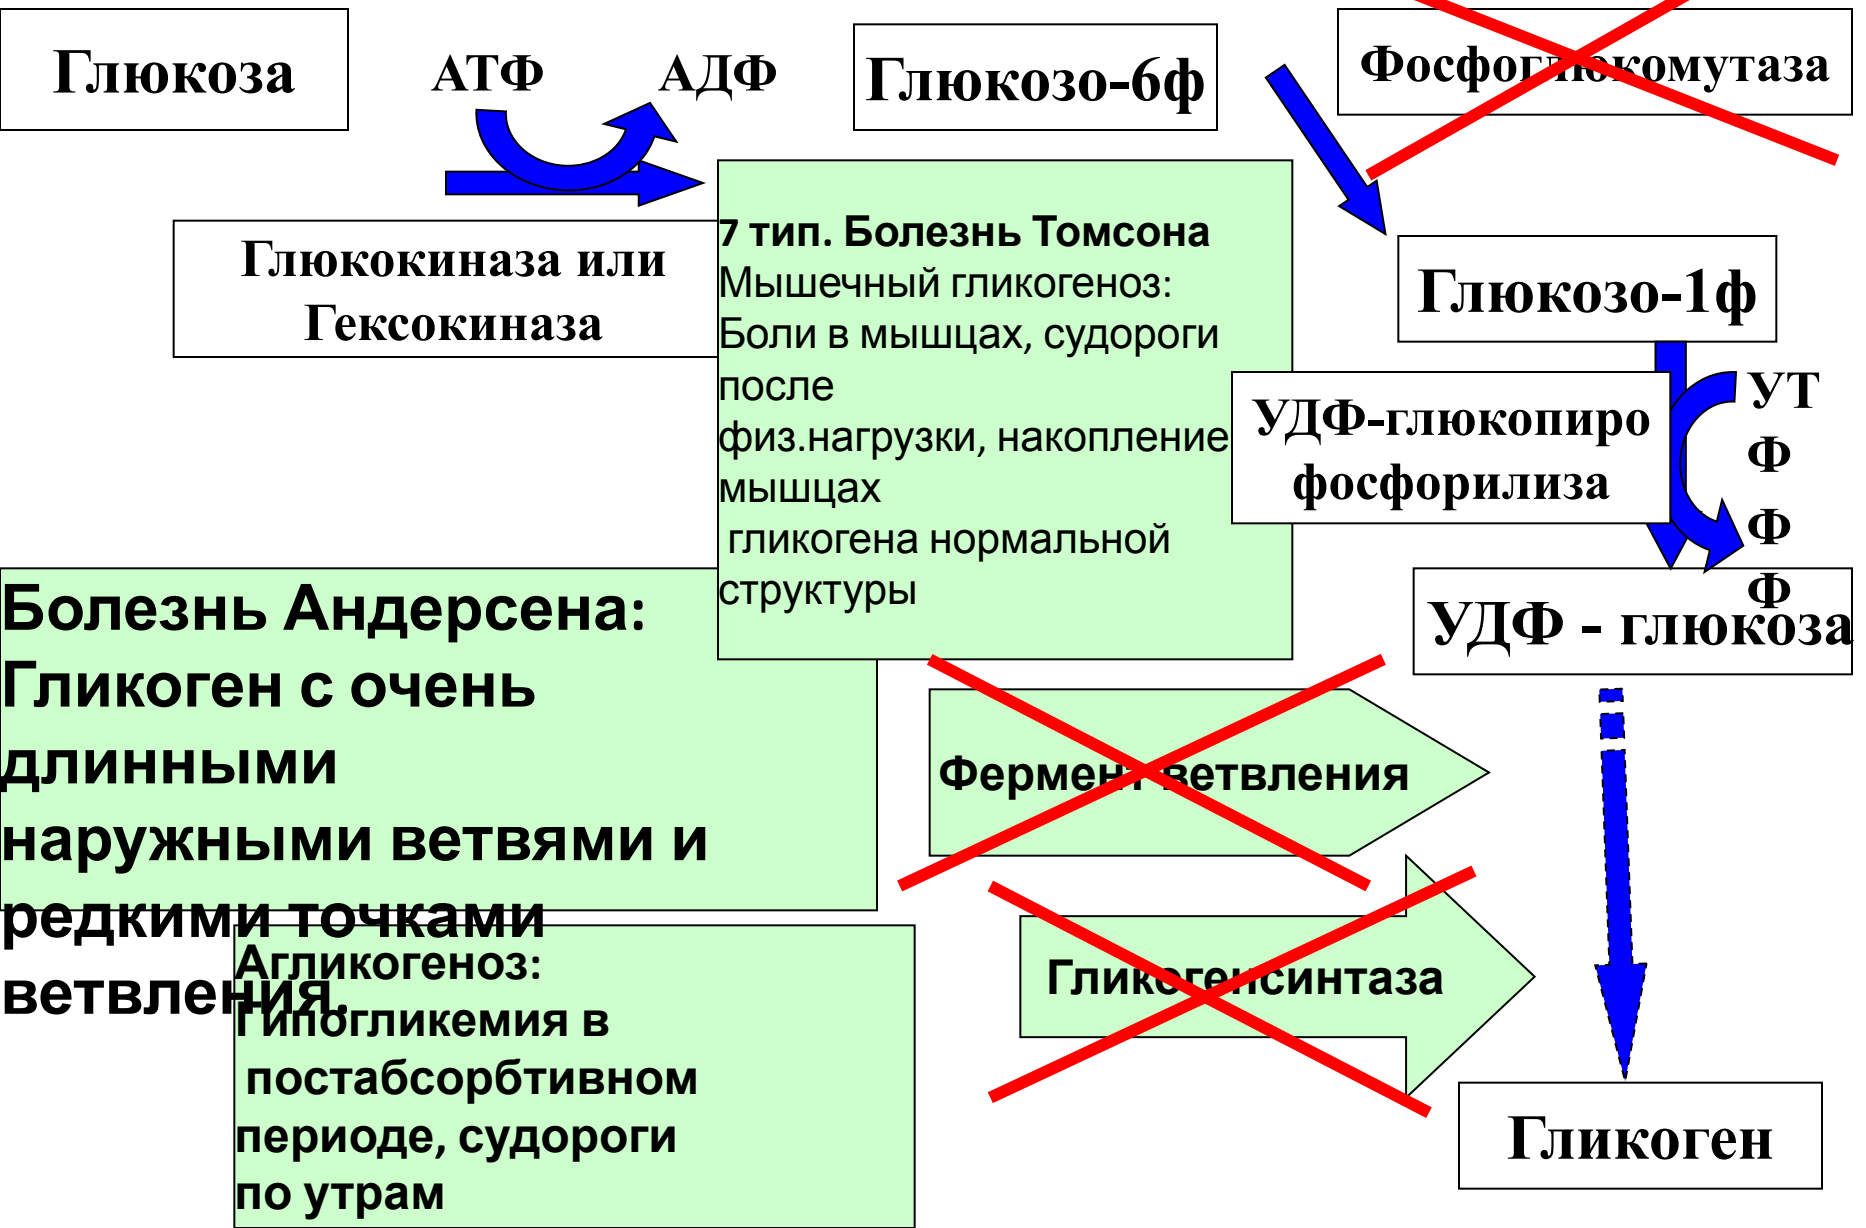 Глюкоза
АТФ
АДФ
Глюкозо-6ф
Фосфоглюкомутаза
Глюкокиназа или
Гексокиназа
7 тип. Болезнь Томсона
Мышечный гликогеноз:
Боли в мышцах, судороги
после
физ.нагрузки, накопление
мышцах
гликогена нормальной
структуры
Глюкозо-1ф
УДФ-глюкопиро
фосфорилиза
УТ
Ф
Ф
Ф
УДФ - глюкоза
Болезнь Андерсена:
Гликоген с очень
длинными
наружными ветвями и
редкими точками
ветвления.
Фермент ветвления
Агликогеноз:
Гипогликемия в
постабсорбтивном
периоде, судороги
по утрам
Гликогенсинтаза
Гликоген